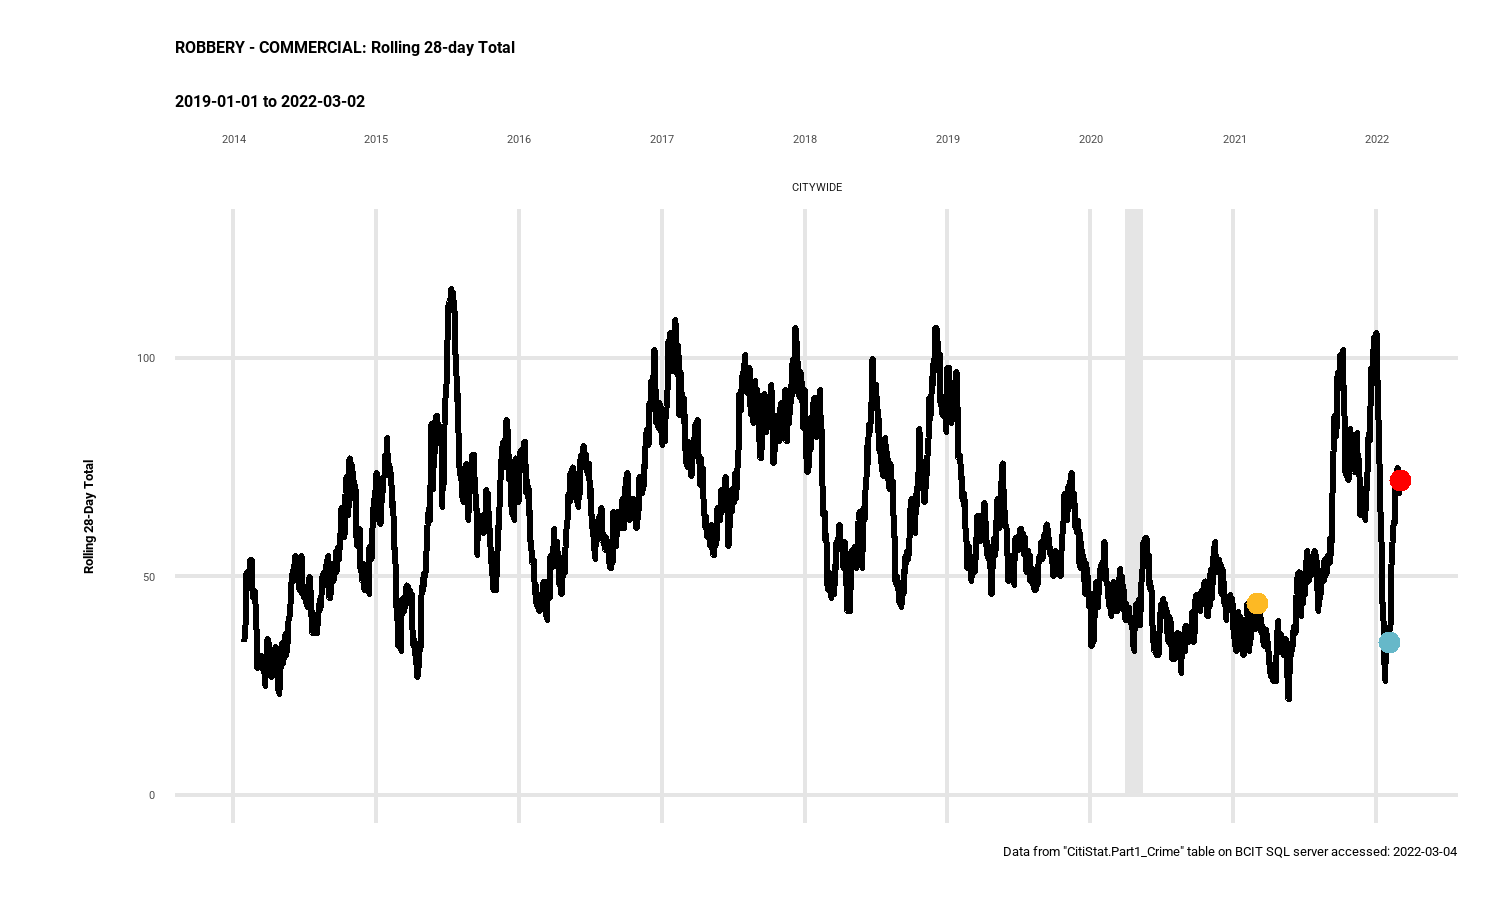 ROBBERY - COMMERCIAL: Rolling 28-day Total
2019-01-01 to 2022-03-02
2014 2015 2016 2017 2018 2019 2020 2021 2022
CITYWIDE
100
50
0
Rolling 28-Day Total
Data from "CitiStat.Part1_Crime" table on BCIT SQL server accessed: 2022-03-04